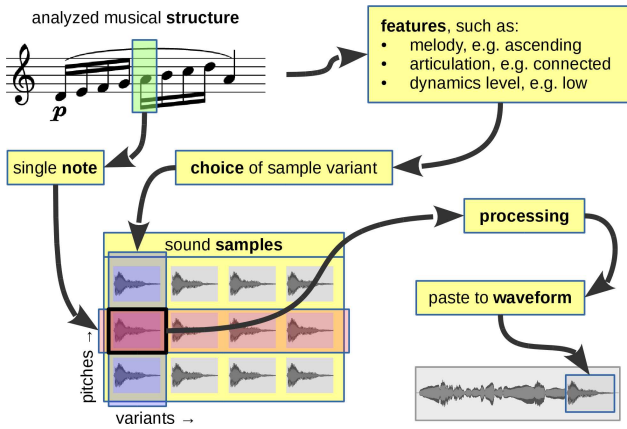 analyzed musical structure
features, such as:
• melody, e.g. ascending
• articulation, e.g. connected
• dynamics level, e.g. low
p
single note
choice of sample variant
processing
sound samples
paste to waveform
pitches →
variants →